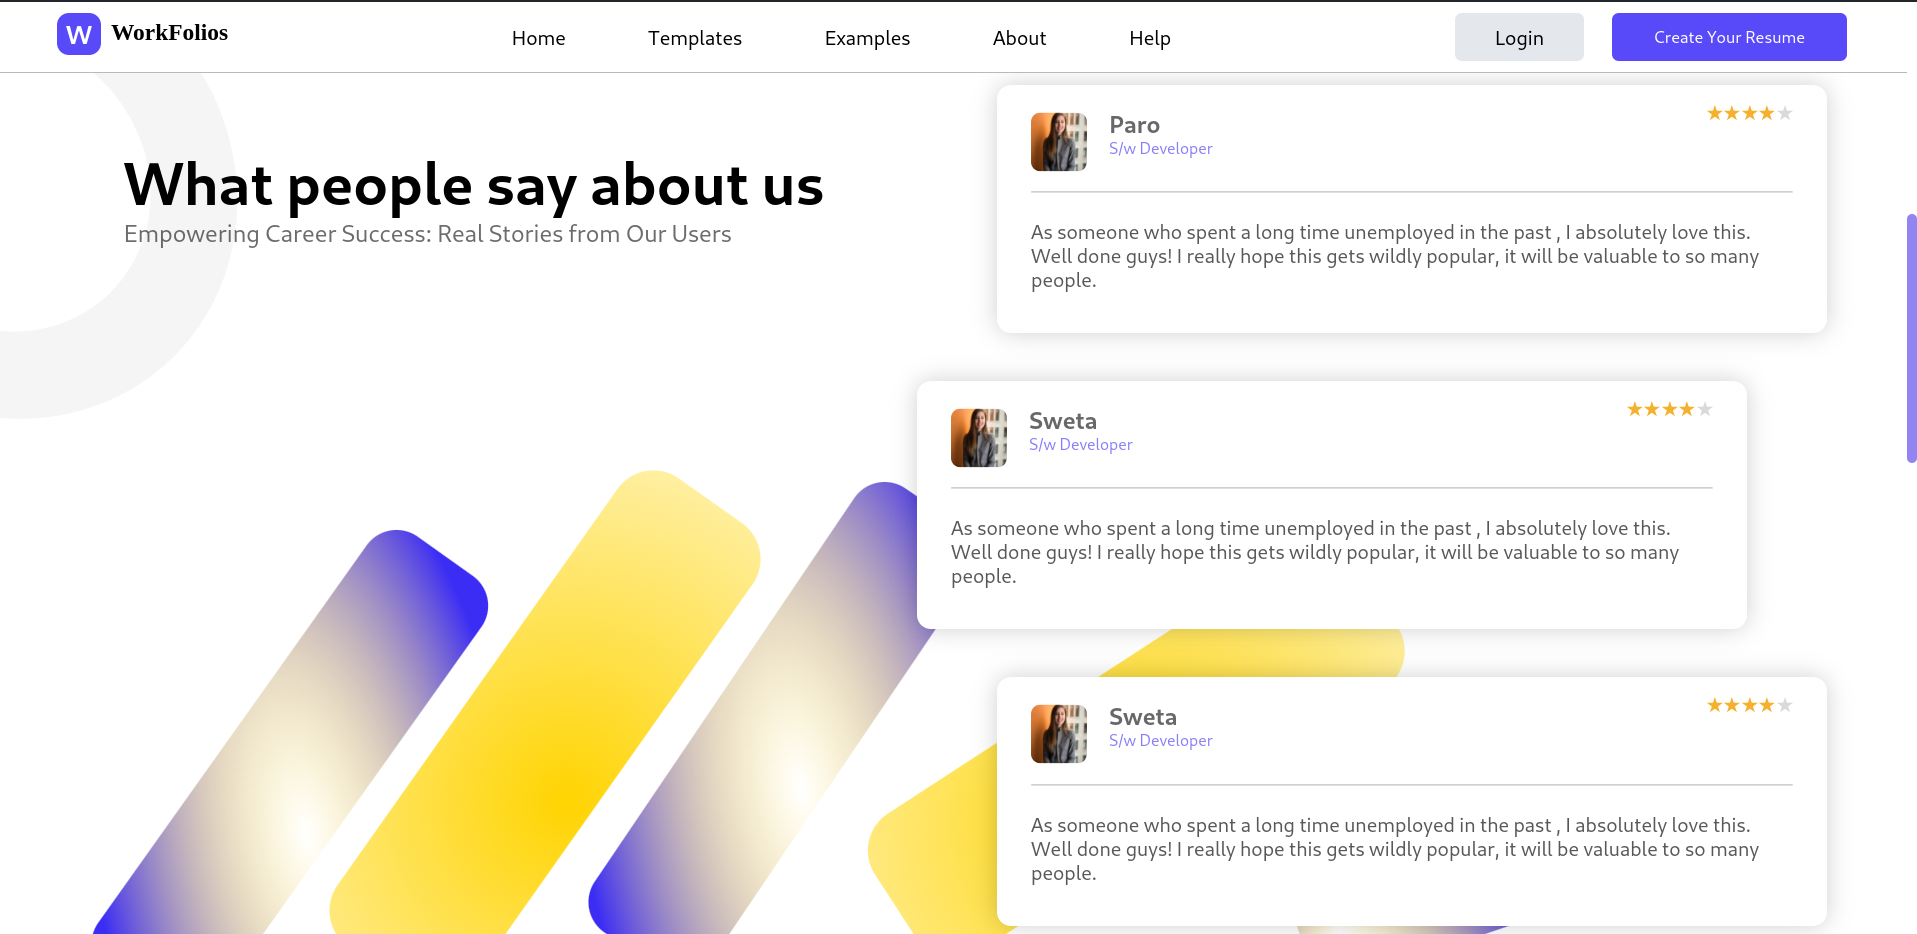 W WorkFolios
Home Templates Examples About Help
Login
Create Your Resume
What people say about us
Empowering Career Success: Real Stories from Our Users
Paro
S/w Developer
As someone who spent a long time unemployed in the past , I absolutely love this.
Well done guys! I really hope this gets wildly popular, it will be valuable to so many
people.
Sweta
S/w Developer
As someone who spent a long time unemployed in the past , I absolutely love this.
Well done guys! I really hope this gets wildly popular, it will be valuable to so many
people.
Sweta
S/w Developer
As someone who spent a long time unemployed in the past , I absolutely love this.
Well done guys! I really hope this gets wildly popular, it will be valuable to so many
people.